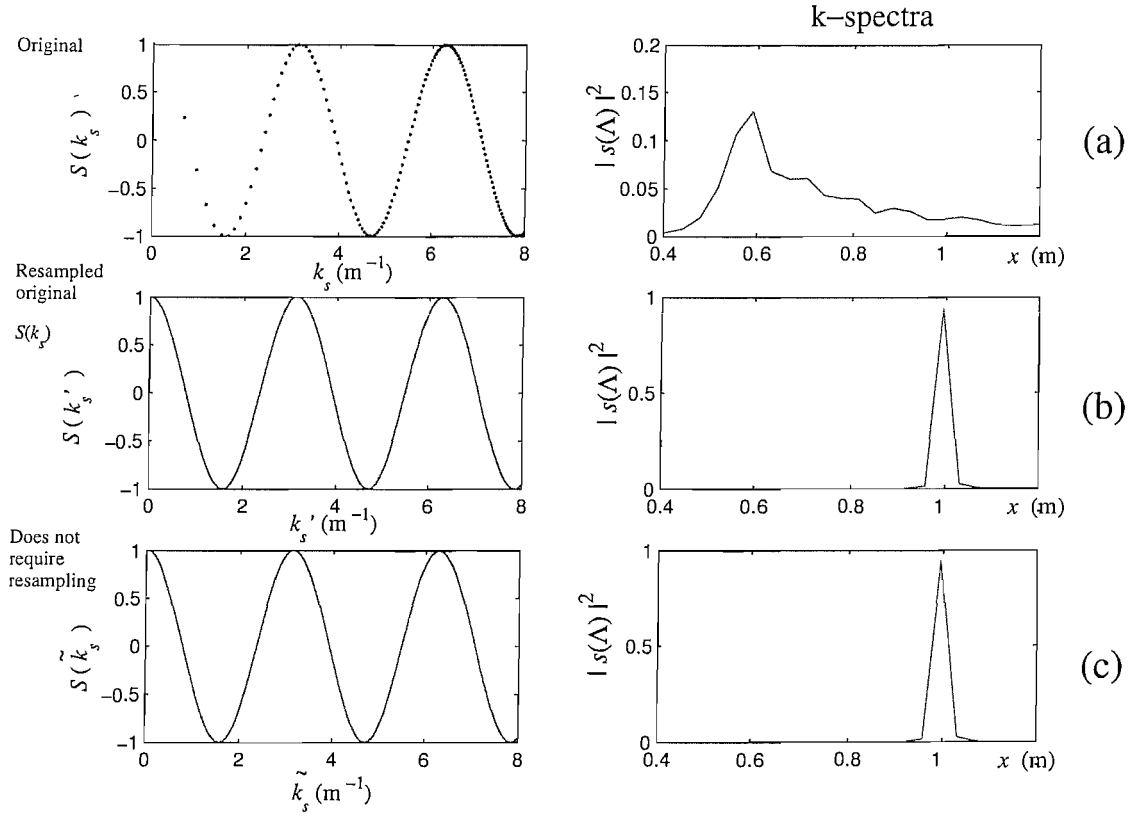 k–spectra
Original
S ( k_s )
1
0.5
0
−0.5
−1
0 2 4 6 8
k_s (m⁻¹)
| s(Λ) |²
0.2
0.15
0.1
0.05
0
0.4 0.6 0.8 1 x (m)
(a)
Resampled
original
S(k_s)
S ( k_s' )
1
0.5
0
−0.5
−1
0 2 4 6 8
k_s' (m⁻¹)
| s(Λ) |²
1
0.5
0
0.4 0.6 0.8 1 x (m)
(b)
Does not
require
resampling
S ( k̃_s )
1
0.5
0
−0.5
−1
0 2 4 6 8
k̃_s (m⁻¹)
| s(Λ) |²
1
0.5
0
0.4 0.6 0.8 1 x (m)
(c)